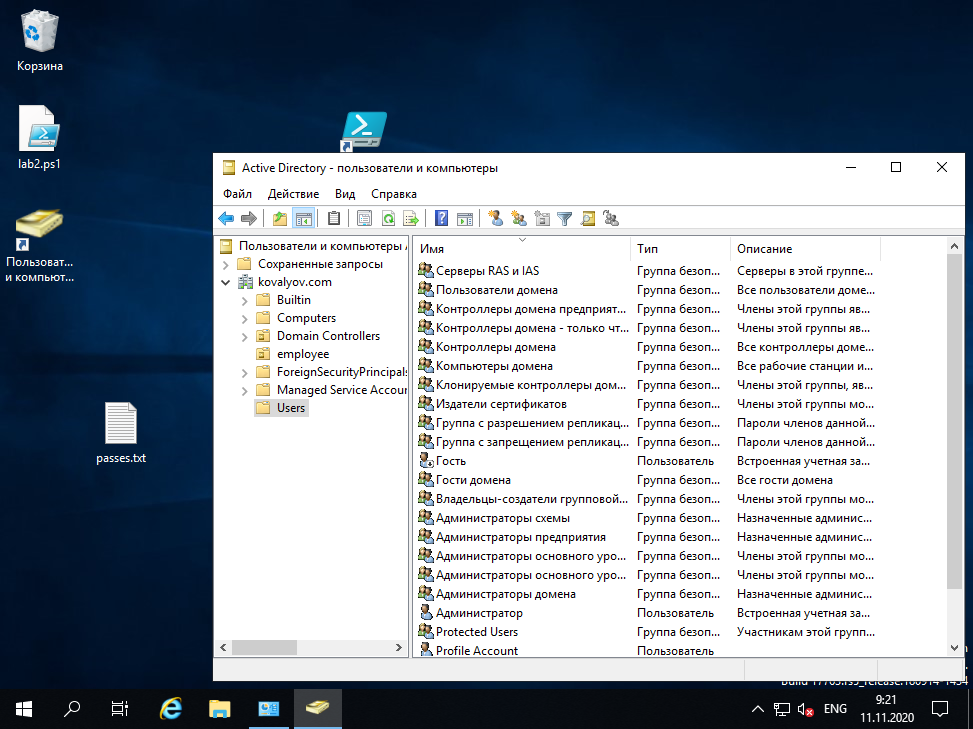 Корзина
lab2.ps1
Пользоват...
и компьют...
passes.txt
Active Directory - пользователи и компьютеры
Файл Действие Вид Справка
Пользователи и компьютеры
Сохраненные запросы
kovalyov.com
Builtin
Computers
Domain Controllers
employee
ForeignSecurityPrincipals
Managed Service Accour
Users
Имя Тип Описание
Серверы RAS и IAS Группа безоп... Серверы в этой группе...
Пользователи домена Группа безоп... Все пользователи доме...
Контроллеры домена предприят... Группа безоп... Члены этой группы яв...
Контроллеры домена - только чт... Группа безоп... Члены этой группы яв...
Контроллеры домена Группа безоп... Все контроллеры доме...
Компьютеры домена Группа безоп... Все рабочие станции и...
Клонируемые контроллеры дом... Группа безоп... Члены этой группы, яв...
Издатели сертификатов Группа безоп... Члены этой группы мо...
Группа с разрешением репликац... Группа безоп... Пароли членов данной...
Группа с запрещением репликац... Группа безоп... Пароли членов данной...
Гость Пользователь Встроенная учетная за...
Гости домена Группа безоп... Все гости домена
Владельцы-создатели групповой... Группа безоп... Члены этой группы мо...
Администраторы схемы Группа безоп... Назначенные админис...
Администраторы предприятия Группа безоп... Назначенные админис...
Администраторы основного уро... Группа безоп... Члены этой группы мо...
Администраторы основного уро... Группа безоп... Члены этой группы мо...
Администраторы домена Группа безоп... Назначенные админис...
Администратор Пользователь Встроенная учетная за...
Protected Users Группа безоп... Участникам этой групп...
Profile Account Пользователь
ENG
9:21
11.11.2020